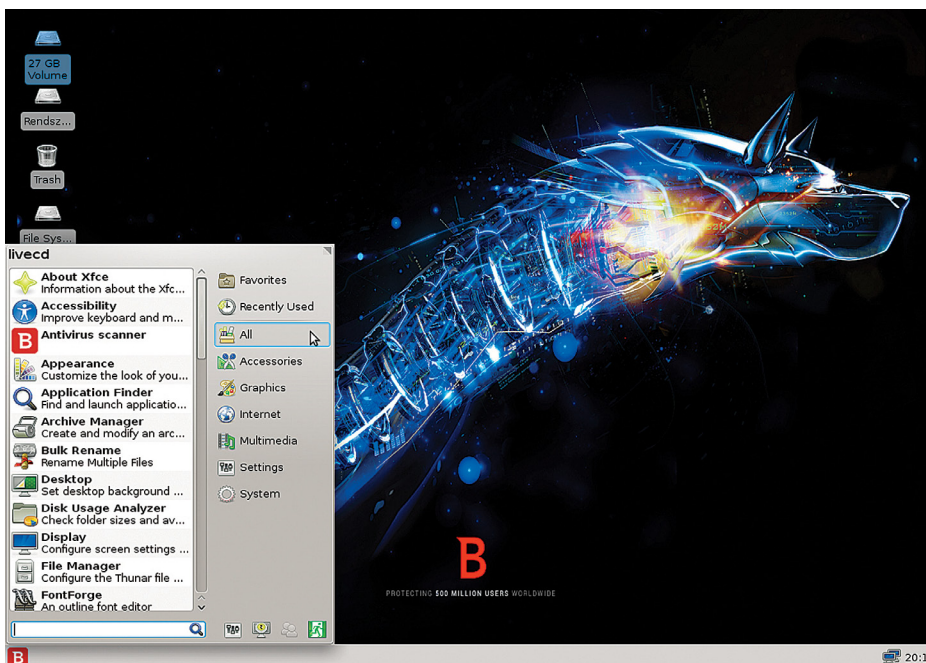 27 GB
Volume
Rendsz...
Trash
File Sys...
livecd
About Xfce
Information about the Xfc...
Accessibility
Improve keyboard and m...
B
Antivirus scanner
Appearance
Customize the look of you...
Application Finder
Find and launch applicatio...
Archive Manager
Create and modify an arc...
Bulk Rename
Rename Multiple Files
Desktop
Set desktop background ...
Disk Usage Analyzer
Check folder sizes and av...
Display
Configure screen settings ...
File Manager
Configure the Thunar file ...
FontForge
An outline font editor
Favorites
Recently Used
All
Accessories
Graphics
Internet
Multimedia
Settings
System
B
PROTECTING 500 MILLION USERS WORLDWIDE
B